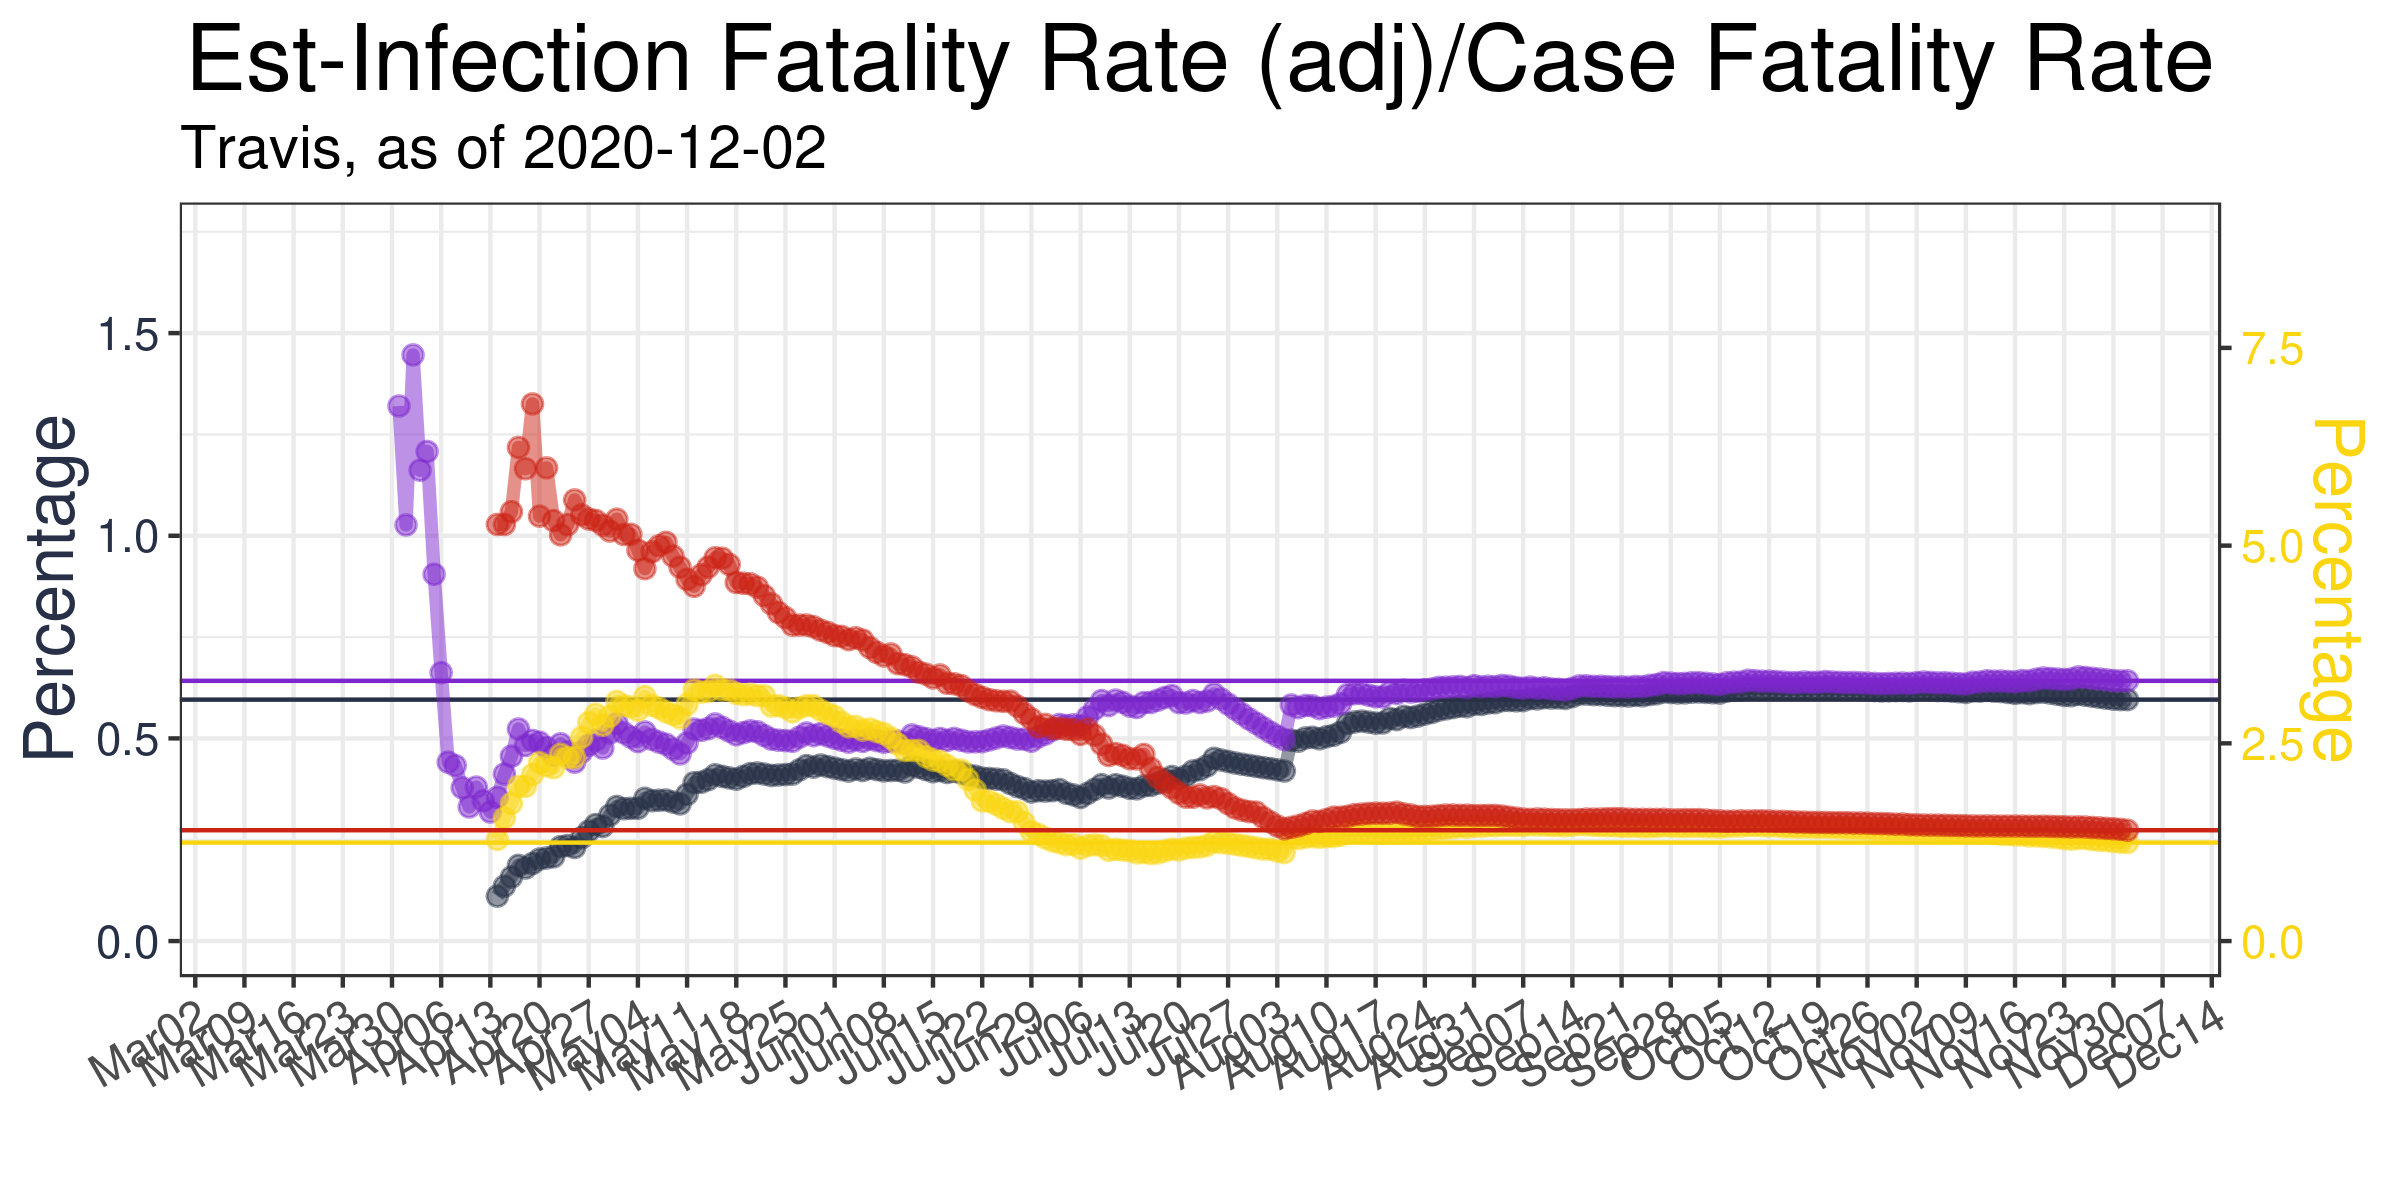 Est-Infection Fatality Rate (adj)/Case Fatality Rate
Travis, as of 2020-12-02
Percentage
1.5
1.0
0.5
0.0
7.5
5.0
2.5
0.0
Percentage
Mar02
Mar09
Mar16
Mar23
Mar30
Apr06
Apr13
Apr20
Apr27
May04
May11
May18
May25
Jun01
Jun08
Jun15
Jun22
Jun29
Jul06
Jul13
Jul20
Jul27
Aug03
Aug10
Aug17
Aug24
Aug31
Sep07
Sep14
Sep21
Sep28
Oct05
Oct12
Oct19
Oct26
Nov02
Nov09
Nov16
Nov23
Nov30
Dec07
Dec14